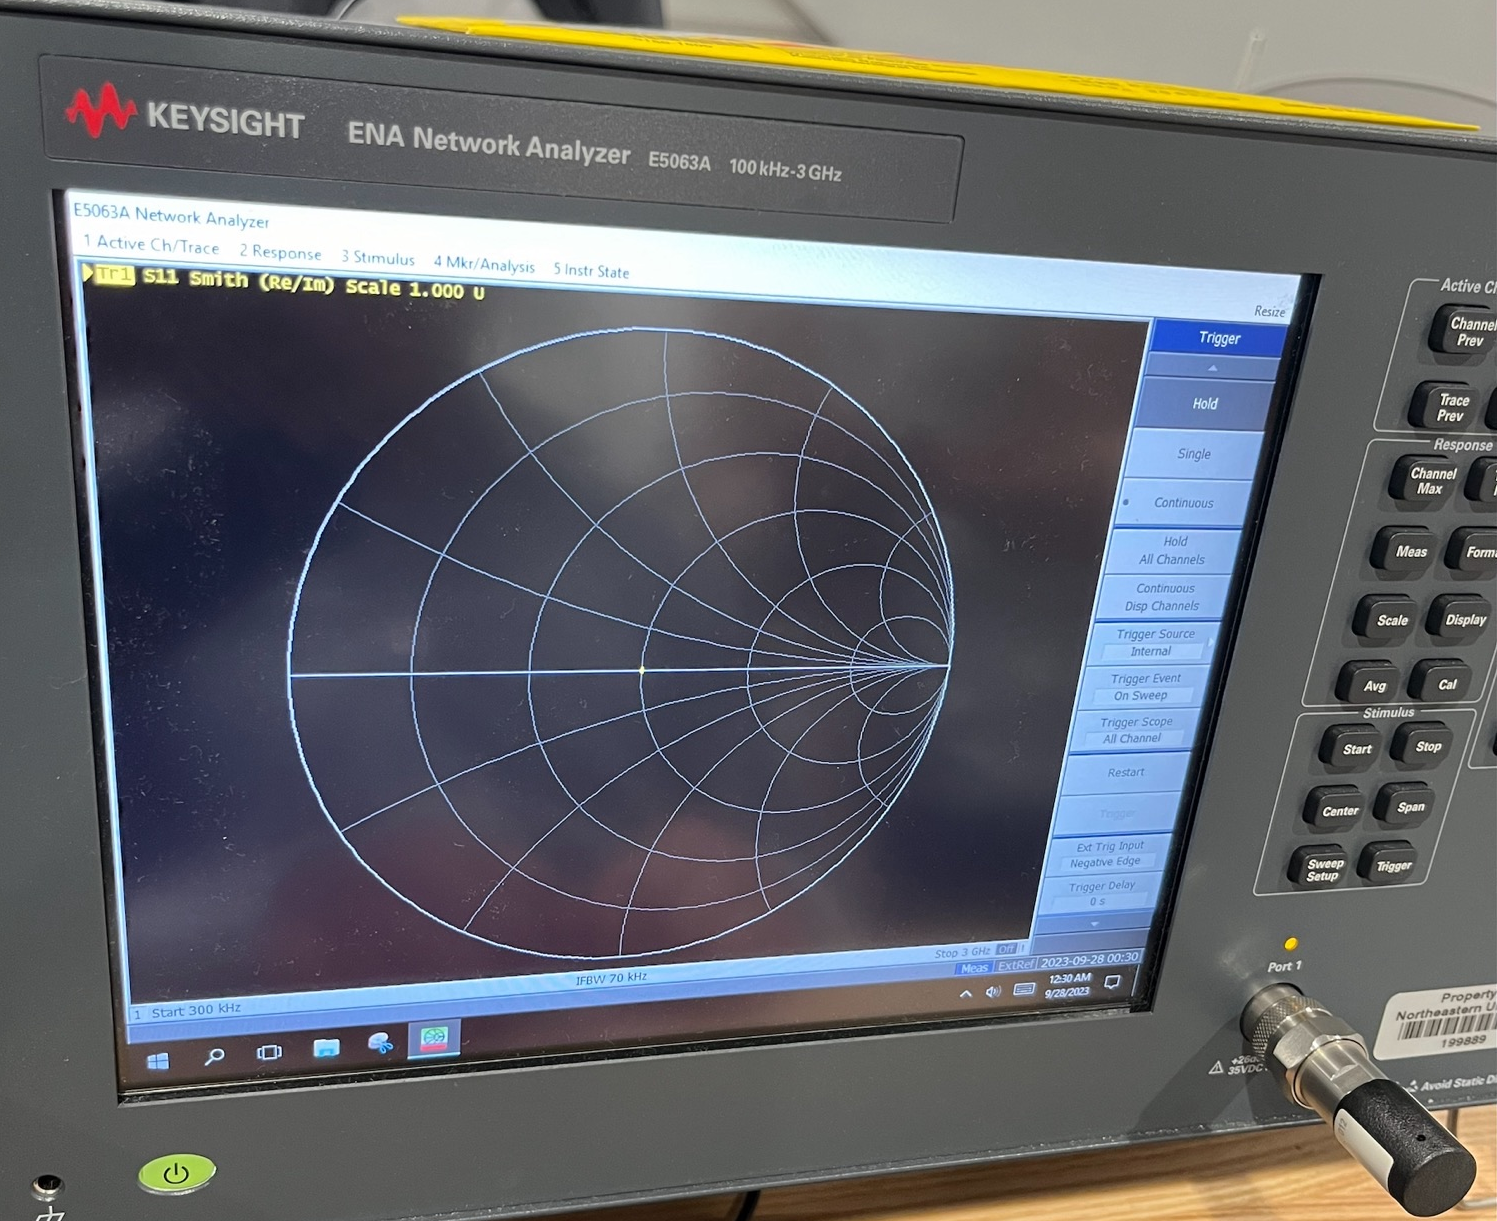 KEYSIGHT ENA Network Analyzer E5063A 100 kHz-3 GHz
E5063A Network Analyzer
1 Active Ch/Trace 2 Response 3 Stimulus 4 Mkr/Analysis 5 Instr State
Resize
Tr1 S11 Smith (Re/Im) Scale 1.000 U
Trigger
Hold
Single
Continuous
Hold
All Channels
Continuous
Disp Channels
Trigger Source
Internal
Trigger Event
On Sweep
Trigger Scope
All Channel
Restart
Trigger
Ext Trig Input
Negative Edge
Trigger Delay
0 s
1 Start 300 kHz
IFBW 70 kHz
Stop 3 GHz Off !
Meas ExtRef 2023-09-28 00:30
12:30 AM
9/28/2023
Active
Channel
Prev
Trace
Prev
Response
Channel
Max
Meas
Scale
Display
Avg
Cal
Stimulus
Start
Stop
Center
Span
Sweep
Setup
Trigger
Port 1
35VDC
Property
Northeastern
199889
Avoid Static